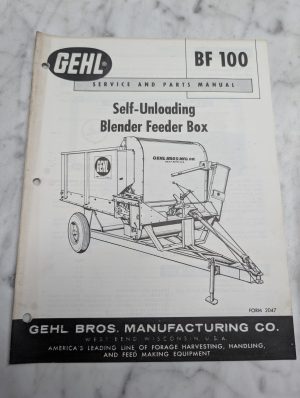 GEHL
BF 100
SERVICE AND PARTS MANUAL
Self-Unloading
Blender Feeder Box
GEHL BROS. MFG. CO.
GEHL
FORM 2047
GEHL BROS. MANUFACTURING CO.
WEST BEND, WISCONSIN, U.S.A.
AMERICA'S LEADING LINE OF FORAGE HARVESTING, HANDLING,
AND FEED MAKING EQUIPMENT